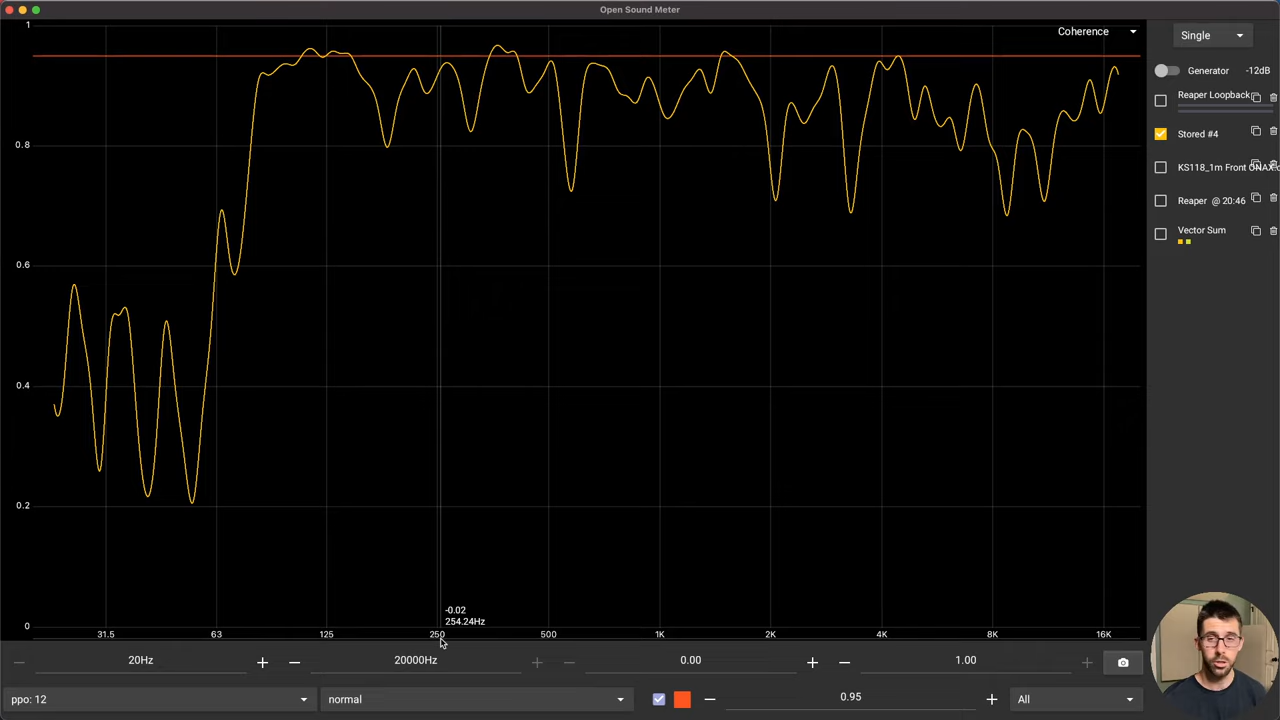 Open Sound Meter
1
Coherence
Single
Generator -12dB
Reaper Loopback
0.8
Stored #4
KS118_1m Front ONAX
Reaper @ 20:46
Vector Sum
0.6
0.4
0.2
-0.02
254.24Hz
0
31.5 63 125 250 500 1K 2K 4K 8K 16K
20Hz 20000Hz 0.00 1.00
ppo: 12 normal 0.95 All